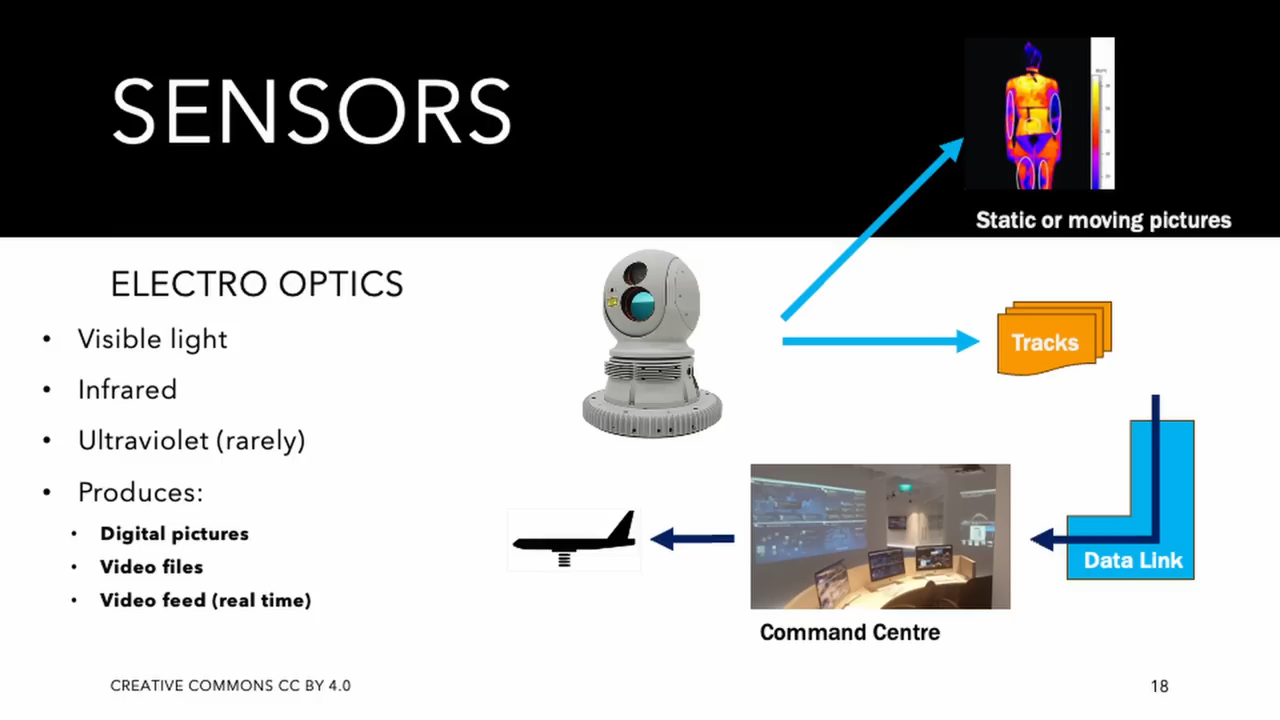 SENSORS
Static or moving pictures
ELECTRO OPTICS
• Visible light
• Infrared
• Ultraviolet (rarely)
• Produces:
• Digital pictures
• Video files
• Video feed (real time)
Tracks
Data Link
Command Centre
CREATIVE COMMONS CC BY 4.0
18